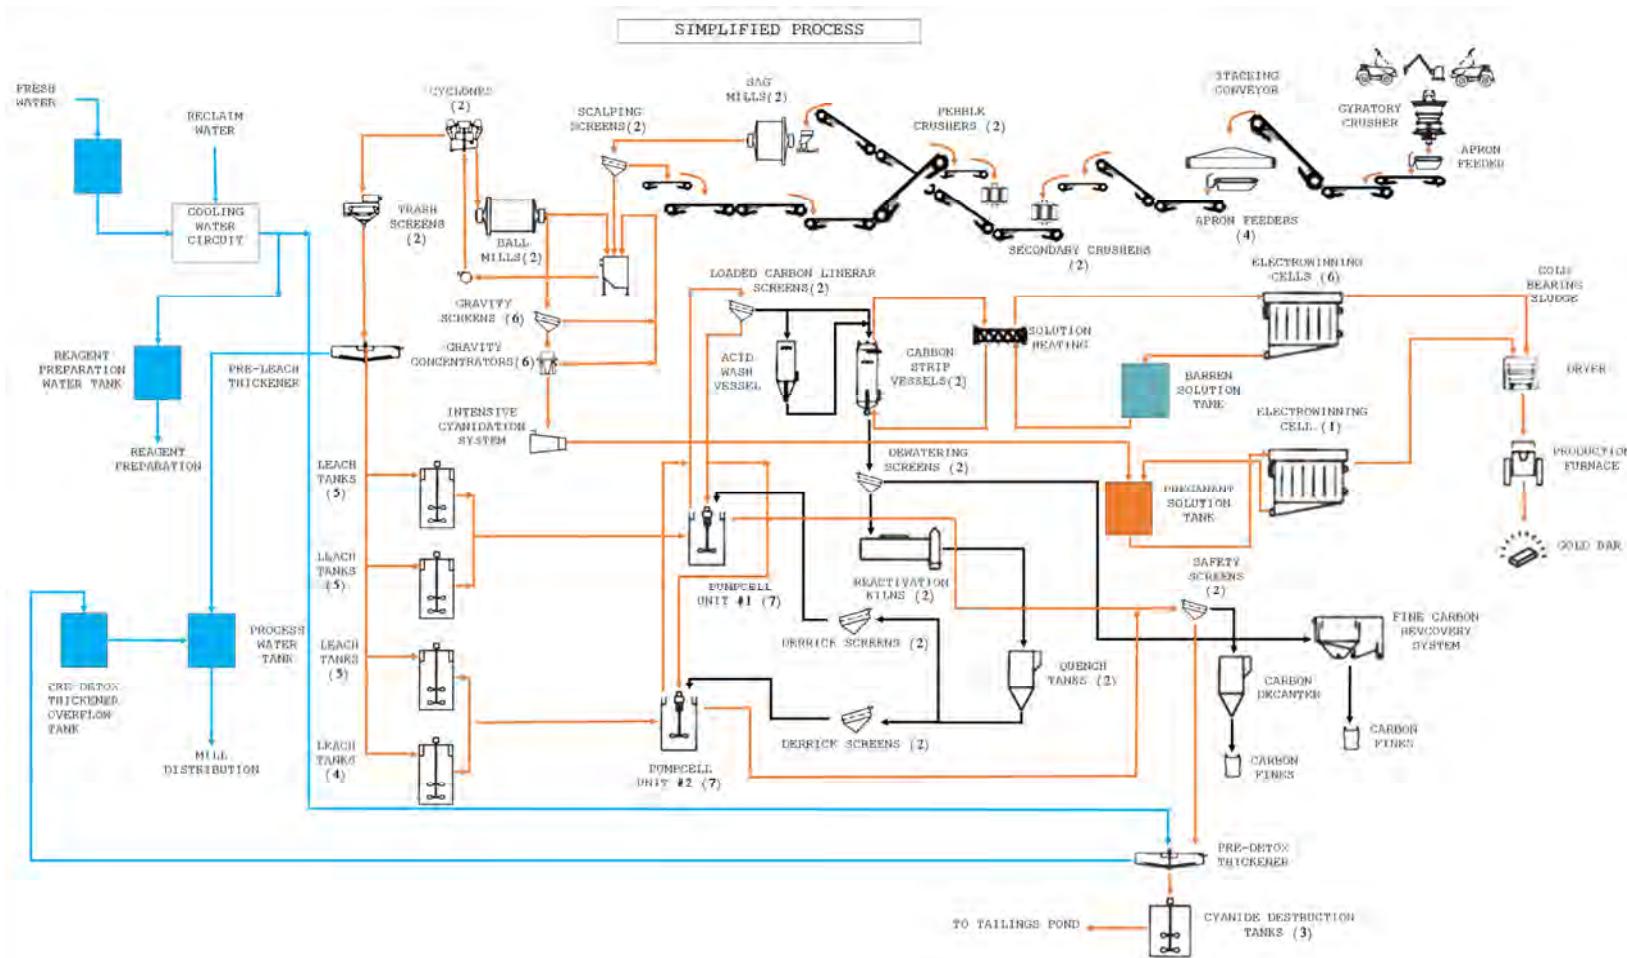 SIMPLIFIED PROCESS
FRESH
WATER
RECLAIM
WATER
COOLING
WATER
CIRCUIT
CYCLONES
(2)
SCALPING
SCREENS(2)
SAG
MILLS(2)
PEBBLE
CRUSHERS (2)
STACKING
CONVEYOR
GYRATORY
CRUSHER
APRON
FEEDER
TRASH
SCREENS
(2)
BALL
MILLS(2)
SECONDARY CRUSHERS
(2)
APRON FEEDERS
(4)
LOADED CARBON LINERAR
SCREENS(2)
ELECTROWINNING
CELLS (6)
GOLD
BEARING
SLUDGE
GRAVITY
SCREENS (6)
GRAVITY
CONCENTRATORS(6)
SOLUTION
HEATING
REAGENT
PREPARATION
WATER TANK
PRE-LEACH
THICKENER
ACID
WASH
VESSEL
CARBON
STRIP
VESSELS(2)
BARREN
SOLUTION
TANK
DRYER
INTENSIVE
CYANIDATION
SYSTEM
ELECTROWINNING
CELL (1)
REAGENT
PREPARATION
LEACH
TANKS
(5)
DEWATERING
SCREENS (2)
PREGANANT
SOLUTION
TANK
PRODUCTION
FURNACE
GOLD BAR
LEACH
TANKS
(5)
PUMPCELL
UNIT #1 (7)
REACTIVATION
KILNS (2)
SAFETY
SCREENS
(2)
PROCESS
WATER
TANK
LEACH
TANKS
(5)
DERRICK SCREENS (2)
QUENCH
TANKS (2)
FINE CARBON
REVCOVERY
SYSTEM
CARBON
DECANTER
PRE-DETOX
THICKENER
OVERFLOW
TANK
MILL
DISTRIBUTION
LEACH
TANKS
(4)
PUMPCELL
UNIT #2 (7)
DERRICK SCREENS (2)
CARBON
FINES
CARBON
FINES
PRE-DETOX
THICKENER
TO TAILINGS POND
CYANIDE DESTRUCTION
TANKS (3)